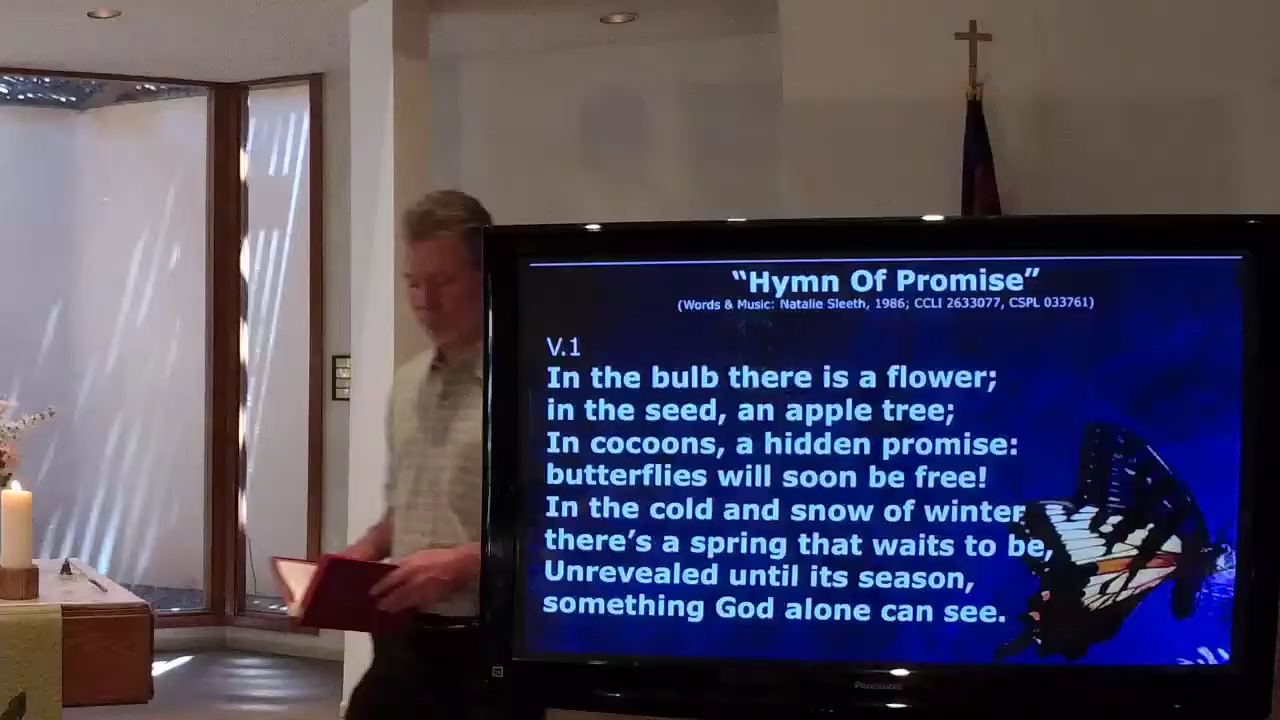 “Hymn Of Promise”
(Words & Music: Natalie Sleeth, 1986; CCLI 2633077, CSPL 033761)
V.1
In the bulb there is a flower;
in the seed, an apple tree;
In cocoons, a hidden promise:
butterflies will soon be free!
In the cold and snow of winter
there’s a spring that waits to be,
Unrevealed until its season,
something God alone can see.
Panasonic